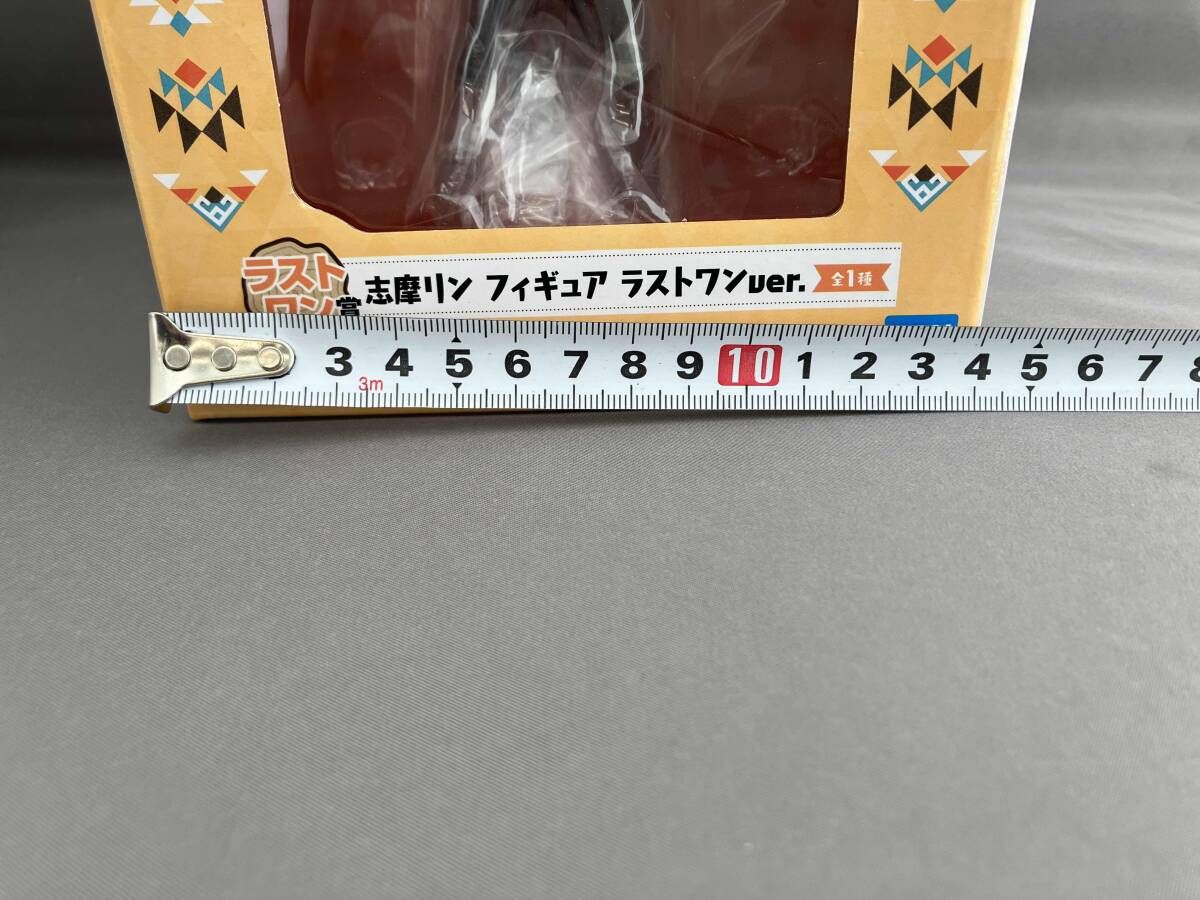 ラスト
ワン賞
志摩リン フィギュア ラストワンver.
全1種
3 4 5 6 7 8 9 10 1 2 3 4 5 6 7 8
3m